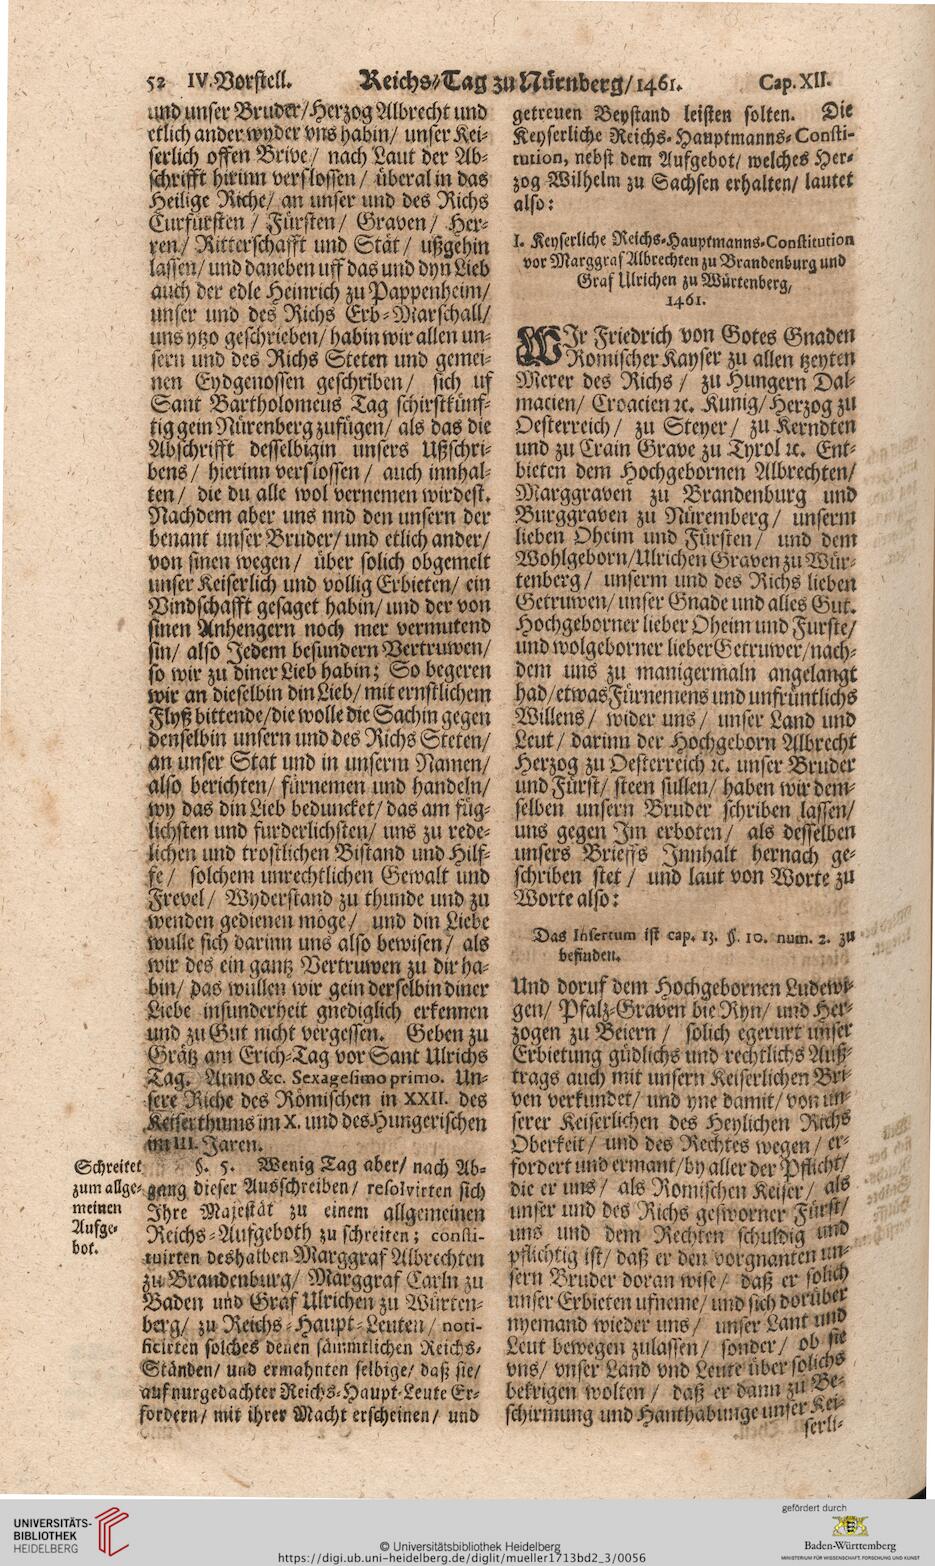 52 IV. Vorstell. Reichs-Tag zu Nürnberg/ 1461. Cap. XII.
und unser Bruder/ Herzog Albrecht und
etlich ander wyder vns habin/ unser Kei-
serlich offen Brive/ nach Laut der Ab-
schrifft hirinn verslossen/ überal in das
Heilige Riche/ an unser und des Richs
Curfürsten / Fürsten / Graven / Her-
ren/ Ritterschafft und Stät / ußgehin
lassen/ und daneben uff das und dyn Lieb
auch der edle Heinrich zu Pappenheim/
unser und des Richs Erb-Marschall/
uns ytzo geschrieben/ habin wir allen un-
sern und des Richs Steten und gemei-
nen Eydgenossen geschriben/ sich uf
Sant Bartholomeus Tag schirstkünf-
tig gein Nürenberg zufügen/ als das die
Abschrifft desselbigin unsers Ußschri-
bens/ hierinn verslossen / auch innhal-
ten/ die du alle wol vernemen wirdest.
Nachdem aber uns nnd den unsern der
benant unser Bruder/ und etlich ander/
von sinen wegen/ über solich obgemelt
unser Keiserlich und völlig Erbieten/ ein
Vindschafft gesaget habin/ und der von
sinen Anhengern noch mer vermutend
sin/ also Jedem besundern Vertruwen/
so wir zu diner Lieb habin; So begeren
wir an dieselbin din Lieb/ mit ernstlichem
Flyß bittende/ die wolle die Sachin gegen
denselbin unsern und des Richs Steten/
an unser Stat und in unserm Namen/
also berichten/ fürnemen und handeln/
wy das din Lieb beduncket/ das am füg-
lichsten und furderlichsten/ uns zu rede-
lichen und trostlichen Bistand und Hilf-
fe/ solchem unrechtlichen Gewalt und
Frevel/ Wyderstand zu thunde und zu
wenden gedienen möge/ und din Liebe
wulle sich darinn uns also bewisen/ als
wir des ein gantz Vertruwen zu dir ha-
bin/ das wullen wir gein derselbin diner
Liebe insunderheit gnediglich erkennen
und zu Gut nicht vergessen. Geben zu
Grätz am Erich-Tag vor Sant Ulrichs
Tag. Anno &c. Sexagesimo primo. Un-
sere Riche des Römischen in XXII. des
Keiserthums im X. und des Hungerischen
im III. Jaren.
Schreitet
zum allge-
meinen
Aufge-
bot.
§. 5. Wenig Tag aber/ nach Ab-
gang dieser Ausschreiben/ resolvirten sich
Ihre Majestät zu einem allgemeinen
Reichs-Aufgeboth zu schreiten; consti-
tuirten deshalben Marggraf Albrechten
zu Brandenburg/ Marggraf Carln zu
Baden und Graf Ulrichen zu Würten-
berg/ zu Reichs-Haupt-Leuten/ noti-
ficirten solches denen sämmtlichen Reichs-
Ständen/ und ermahnten selbige/ daß sie/
auf nurgedachter Reichs-Haupt-Leute Er-
fordern/ mit ihrer Macht erscheinen/ und
getreuen Beystand leisten solten. Die
Keyserliche Reichs-Hauptmanns-Consti-
tution, nebst dem Aufgebot/ welches Her-
zog Wilhelm zu Sachsen erhalten/ lautet
also:
I. Keyserliche Reichs-Hauptmanns-Constitution
vor Marggraf Albrechten zu Brandenburg und
Graf Ulrichen zu Würtenberg,
1461.
WJr Friedrich von Gotes Gnaden
Romischer Kayser zu allen tzeyten
Merer des Richs / zu Hungern Dal-
macien/ Croacien ꝛc. Kunig/ Herzog zu
Oesterreich/ zu Steyer/ zu Kerndten
und zu Crain Grave zu Tyrol ꝛc. Ent-
bieten dem Hochgebornen Albrechten/
Marggraven zu Brandenburg und
Burggraven zu Nüremberg/ unserm
lieben Oheim und Fürsten/ und dem
Wohlgeborn/ Ulrichen Graven zu Wür-
tenberg/ unserm und des Richs lieben
Getruwen/ unser Gnade und alles Gut.
Hochgeborner lieber Oheim und Furste/
und wolgeborner lieber Getruwer/ nach-
dem uns zu manigermaln angelangt
had/ etwas Fürnemens und unfrüntlichs
Willens/ wider uns/ unser Land und
Leut/ darinn der Hochgeborn Albrecht
Herzog zu Oesterreich ꝛc. unser Bruder
und Fürst/ steen süllen/ haben wir dem-
selben unsern Bruder schriben lassen/
uns gegen Jm erboten/ als desselben
unsers Brieffs Jnnhalt hernach ge-
schriben stet/ und laut von Worte zu
Worte also:
Das Insertum ist cap. 13. §. 10. num. 2. zu
befinden.
Und doruf dem Hochgebornen Ludewi-
gen/ Pfalz-Graven bie Ryn/ und Her-
zogen zu Beiern/ solich egerurt unser
Erbietung güdlichs und rechtlichs Auß-
trags auch mit unsern Keiserlichen Bri-
ven verkundet/ und yne damit/ von un-
serer Keiserlichen des Heylichen Richs
Oberkeit/ und des Rechtes wegen/ er-
fordert und ermant/ by aller der Pflicht/
die er uns/ als Romischen Keiser/ als
unser und des Richs gesworner Fürst/
uns und dem Rechten schuldig und
pflichtig ist/ daß er den vorgnanten un-
sern Bruder doran wise/ daß er solich
unser Erbieten ufneme/ und sich dorüber
nyemand wieder uns/ unser Lant und
Leut bewegen zulassen/ sonder/ ob sie
vns/ vnser Land vnd Leute über solichs
bekrigen wolten/ daß er dann zu Be-
schirmung und Hanthabunge unser Kei-
serli-
UNIVERSITÄTS-
BIBLIOTHEK
HEIDELBERG
© Universitätsbibliothek Heidelberg
https://digi.ub.uni-heidelberg.de/diglit/mueller1713bd2_3/0056
gefördert durch
Baden-Württemberg
MINISTERIUM FÜR WISSENSCHAFT, FORSCHUNG UND KUNST